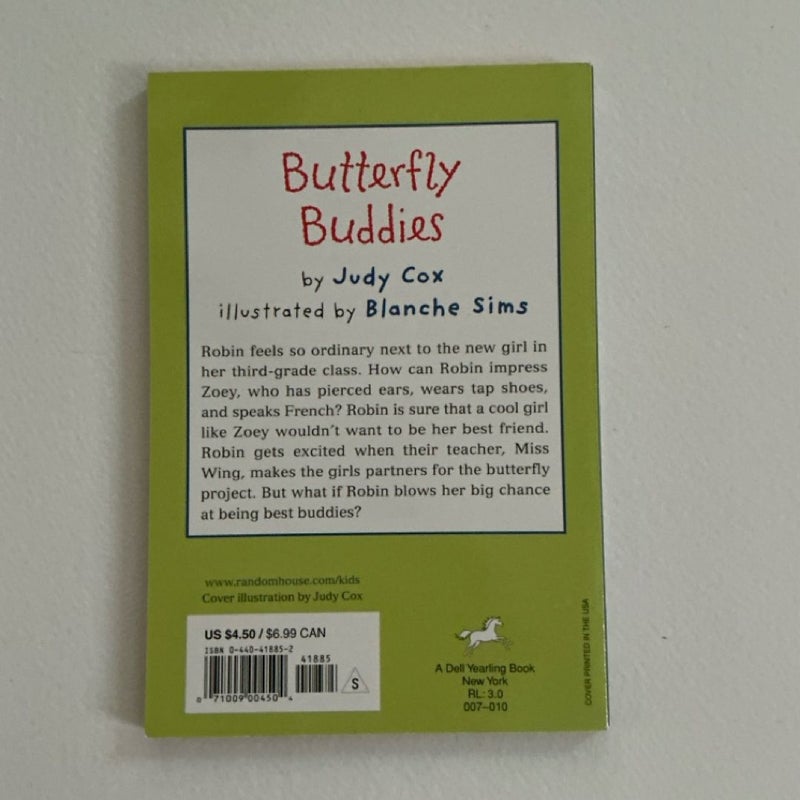 Butterfly
Buddies
by Judy Cox
illustrated by Blanche Sims
Robin feels so ordinary next to the new girl in
her third-grade class. How can Robin impress
Zoey, who has pierced ears, wears tap shoes,
and speaks French? Robin is sure that a cool girl
like Zoey wouldn't want to be her best friend.
Robin gets excited when their teacher, Miss
Wing, makes the girls partners for the butterfly
project. But what if Robin blows her big chance
at being best buddies?
www.randomhouse.com/kids
Cover illustration by Judy Cox
US $4.50 / $6.99 CAN
ISBN 0-440-41885-2
41885
S
0 71009 00450 4
A Dell Yearling Book
New York
RL: 3.0
007–010
COVER PRINTED IN THE USA